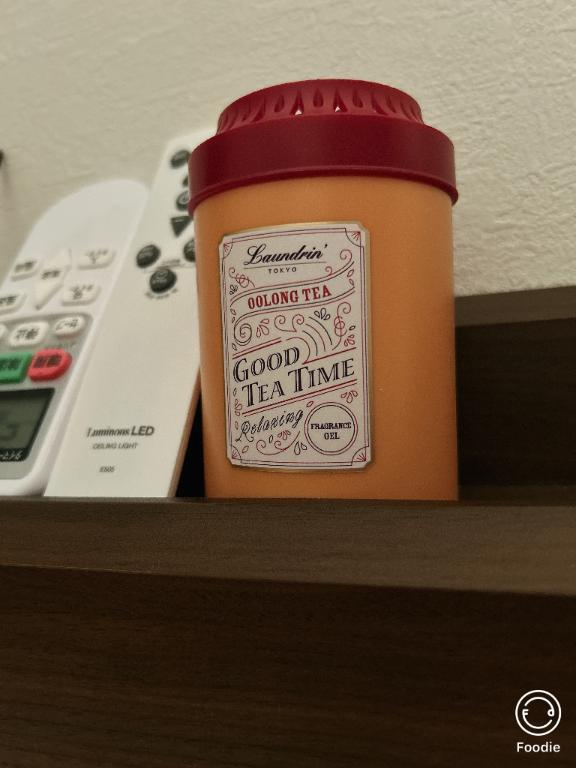 Laundrin'
TOKYO
OOLONG TEA
GOOD
TEA TIME
Relaxing
FRAGRANCE
GEL
Luminous LED
CEILING LIGHT
Foodie